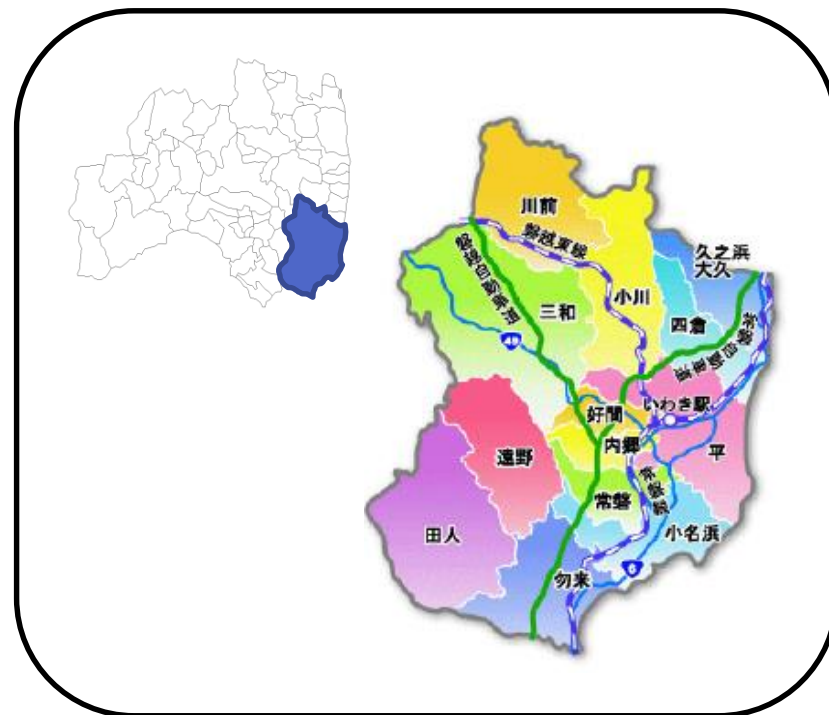 川前
磐越東線
久之浜
大久
磐越自動車道
小川
三和
四倉
49
常磐自動車道
いわき駅
好間
内郷
平
遠野
常磐
常磐線
小名浜
田人
勿来
6